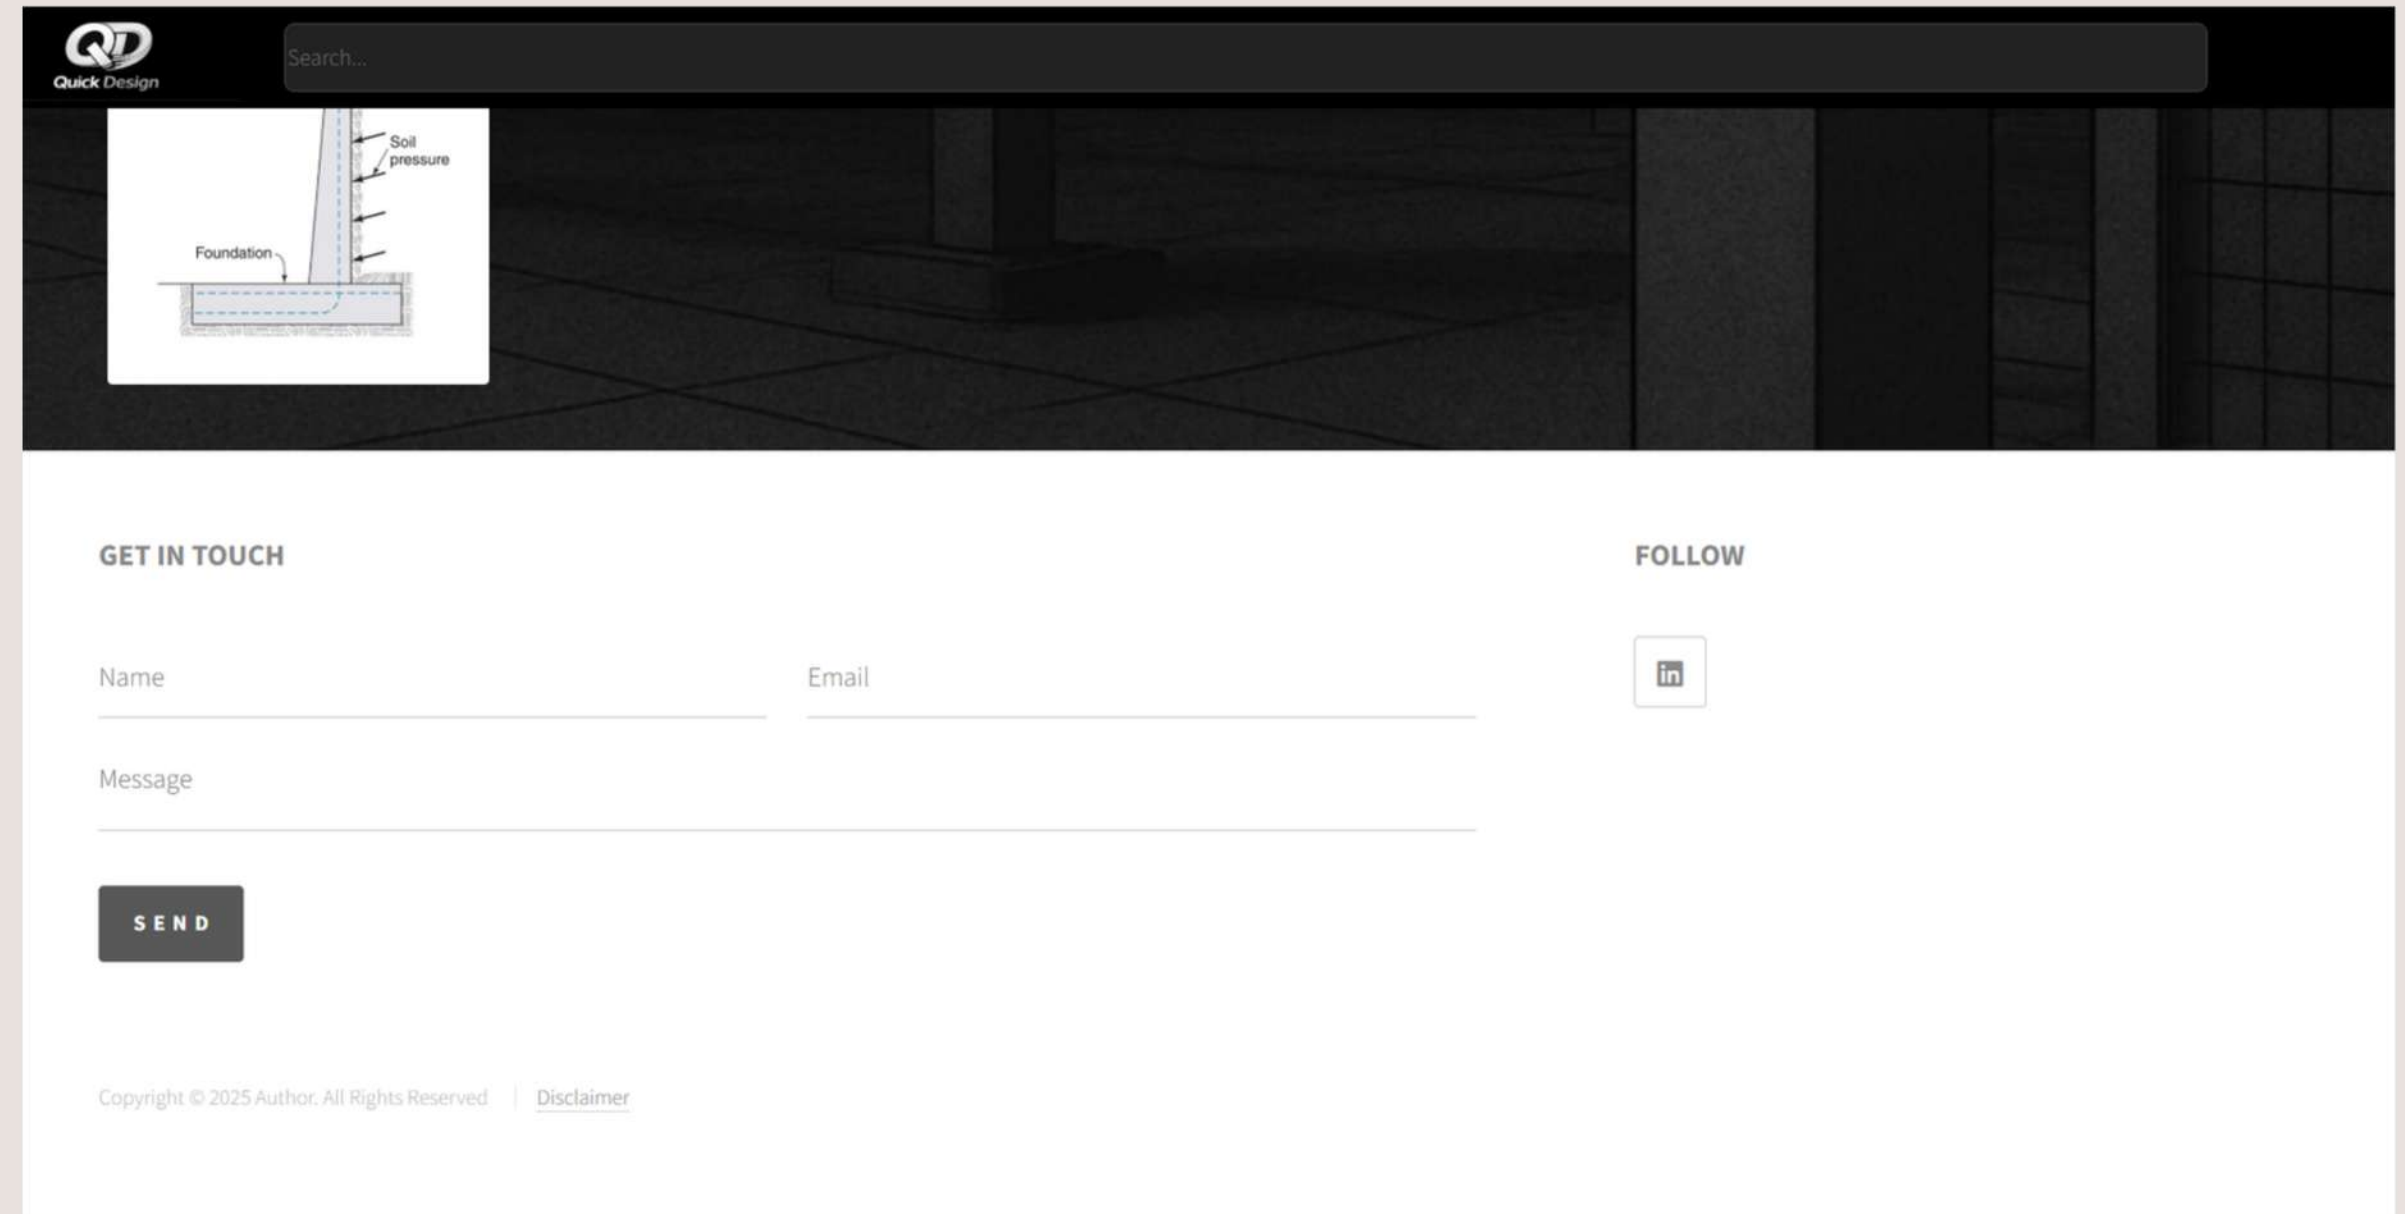 QD
Quick Design
Search...
Soil
pressure
Foundation
GET IN TOUCH
FOLLOW
Name
Email
in
Message
SEND
Copyright © 2025 Author. All Rights Reserved
Disclaimer